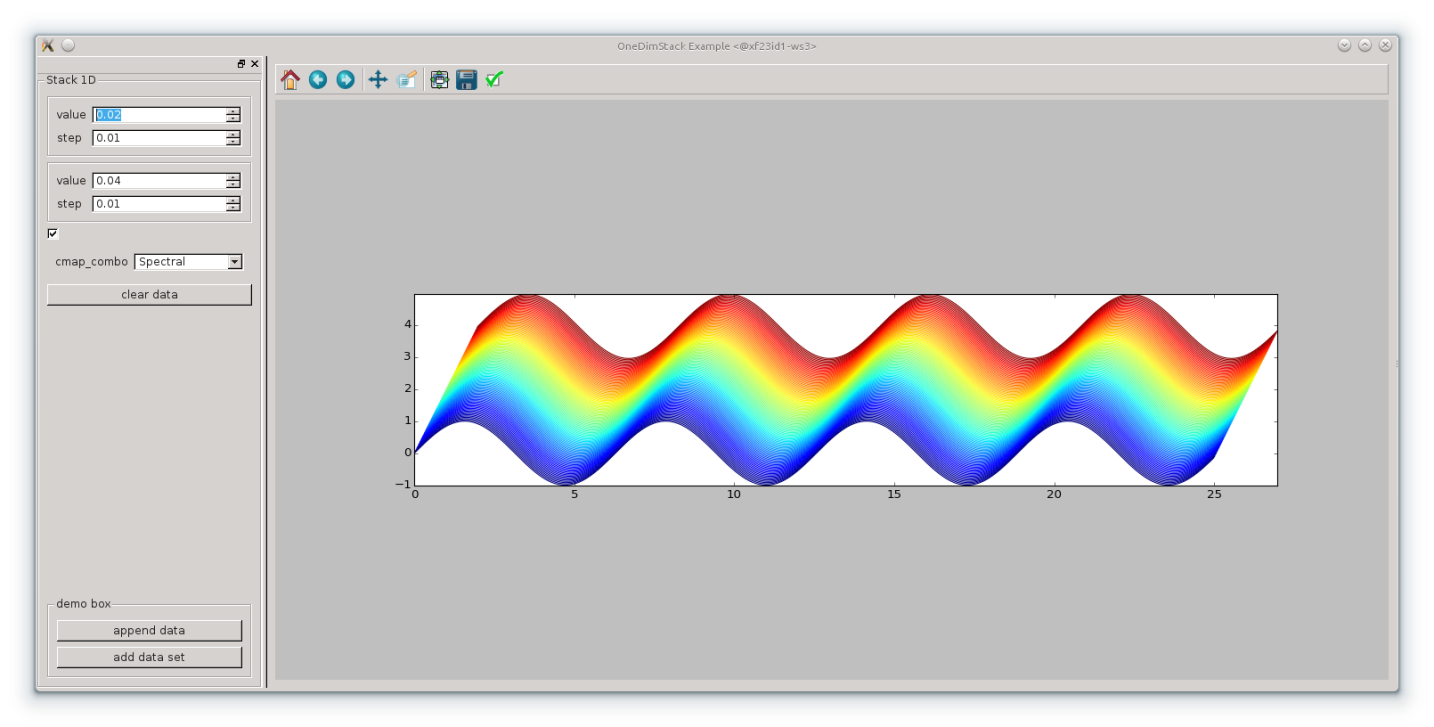 OneDimStack Example <@xf23id1-ws3>
Stack 1D
value 0.02
step 0.01
value 0.04
step 0.01
cmap_combo Spectral
clear data
demo box
append data
add data set
4
3
2
1
0
−1
0 5 10 15 20 25